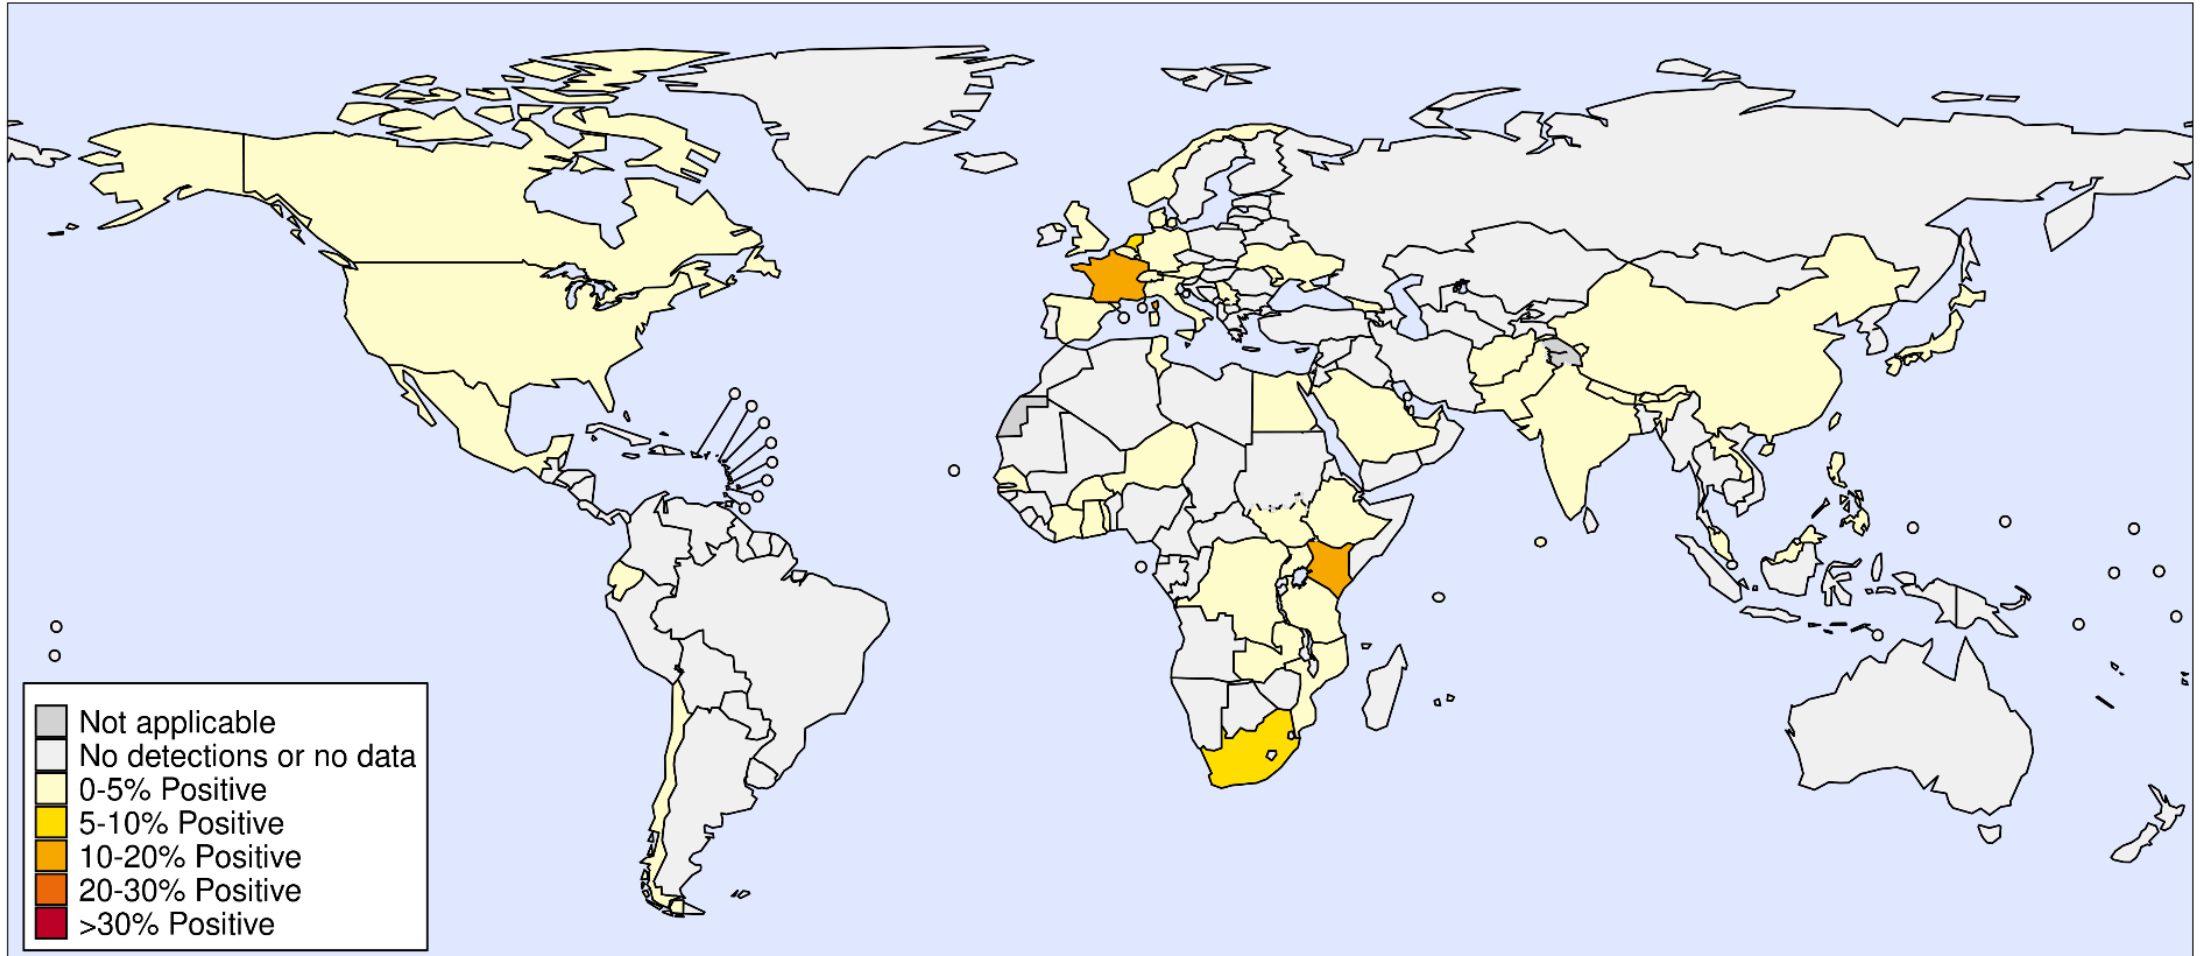 Not applicable
No detections or no data
0-5% Positive
5-10% Positive
10-20% Positive
20-30% Positive
>30% Positive